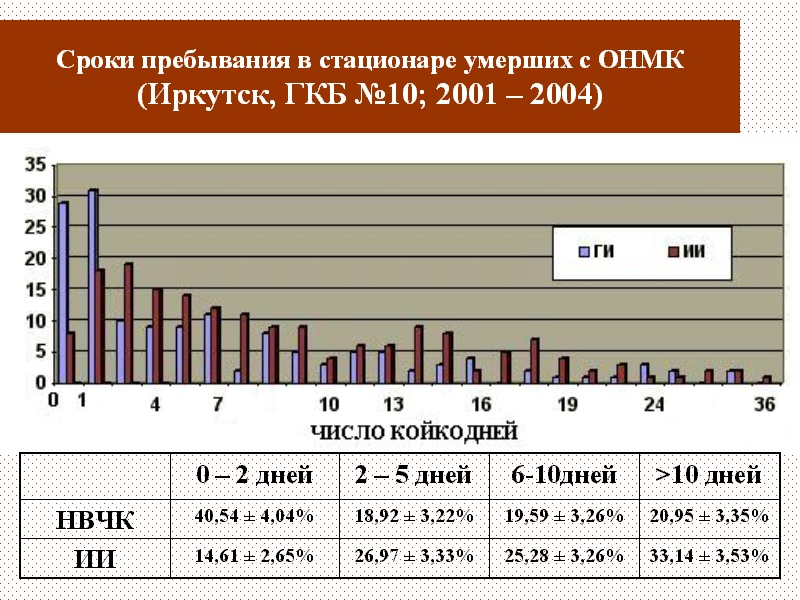 Сроки пребывания в стационаре умерших с ОНМК
(Иркутск, ГКБ №10; 2001 – 2004)
35
30
25
20
15
10
5
0
ГИ ИИ
0 1 4 7 10 13 16 19 24 36
ЧИСЛО КОЙКОДНЕЙ
0 – 2 дней 2 – 5 дней 6-10дней >10 дней
НВЧК 40,54 ± 4,04% 18,92 ± 3,22% 19,59 ± 3,26% 20,95 ± 3,35%
ИИ 14,61 ± 2,65% 26,97 ± 3,33% 25,28 ± 3,26% 33,14 ± 3,53%